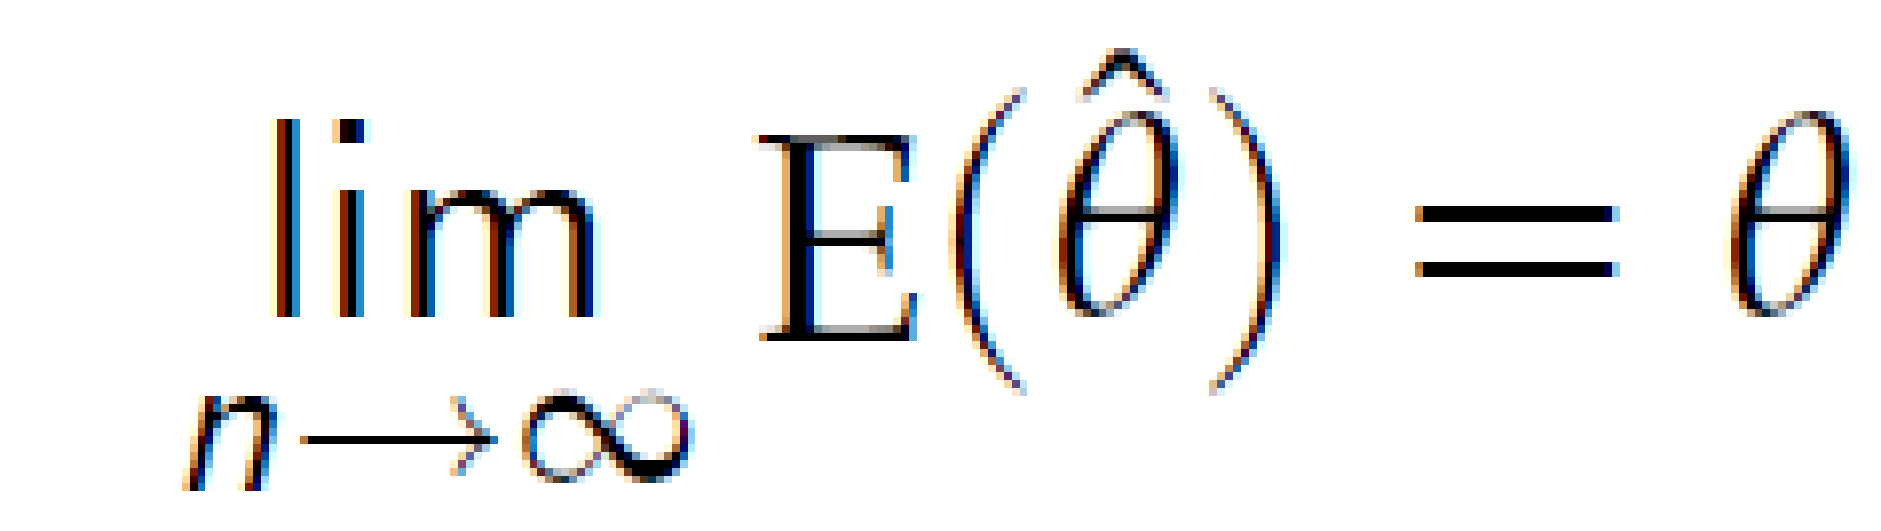 lim E(θ̂) = θ
n→∞